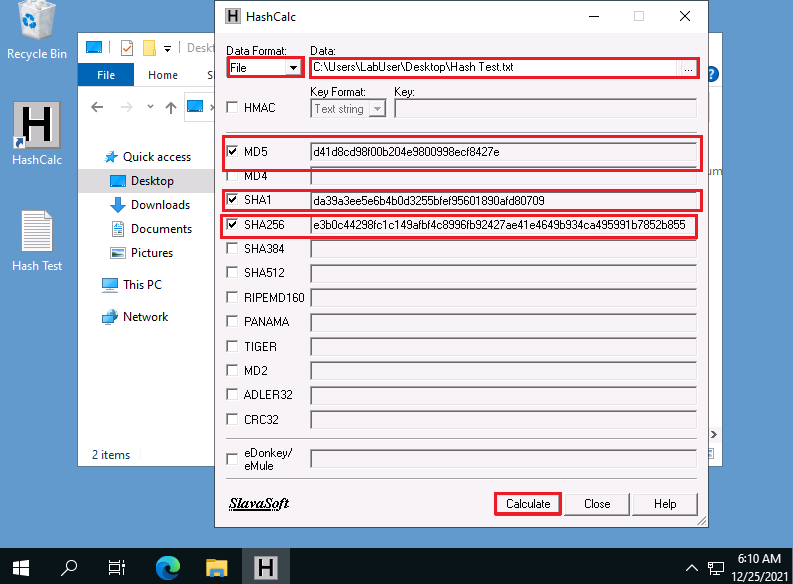 Recycle Bin
HashCalc
Hash Test
Deskt
File
Home
S
Quick access
Desktop
Downloads
Documents
Pictures
This PC
Network
2 items
HashCalc
Data Format:
Data:
File
C:\Users\LabUser\Desktop\Hash Test.txt
...
Key Format:
Key:
HMAC
Text string
MD5
d41d8cd98f00b204e9800998ecf8427e
MD4
SHA1
da39a3ee5e6b4b0d3255bfef95601890afd80709
SHA256
e3b0c44298fc1c149afbf4c8996fb92427ae41e4649b934ca495991b7852b855
SHA384
SHA512
RIPEMD160
PANAMA
TIGER
MD2
ADLER32
CRC32
eDonkey/
eMule
SlavaSoft
Calculate
Close
Help
?
um
H
6:10 AM
12/25/2021